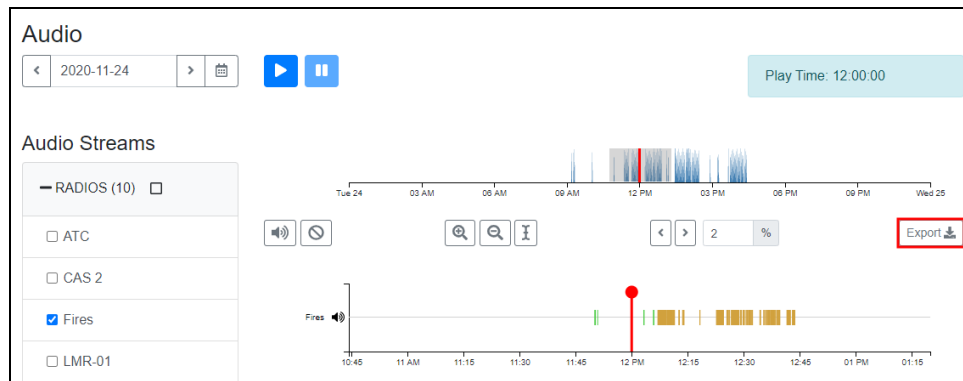 Audio
2020-11-24
Play Time: 12:00:00
Audio Streams
RADIOS (10)
ATC
CAS 2
Fires
LMR-01
Tue 24 03 AM 06 AM 09 AM 12 PM 03 PM 06 PM 09 PM Wed 25
2 %
Export
Fires
10:45 11 AM 11:15 11:30 11:45 12 PM 12:15 12:30 12:45 01 PM 01:15